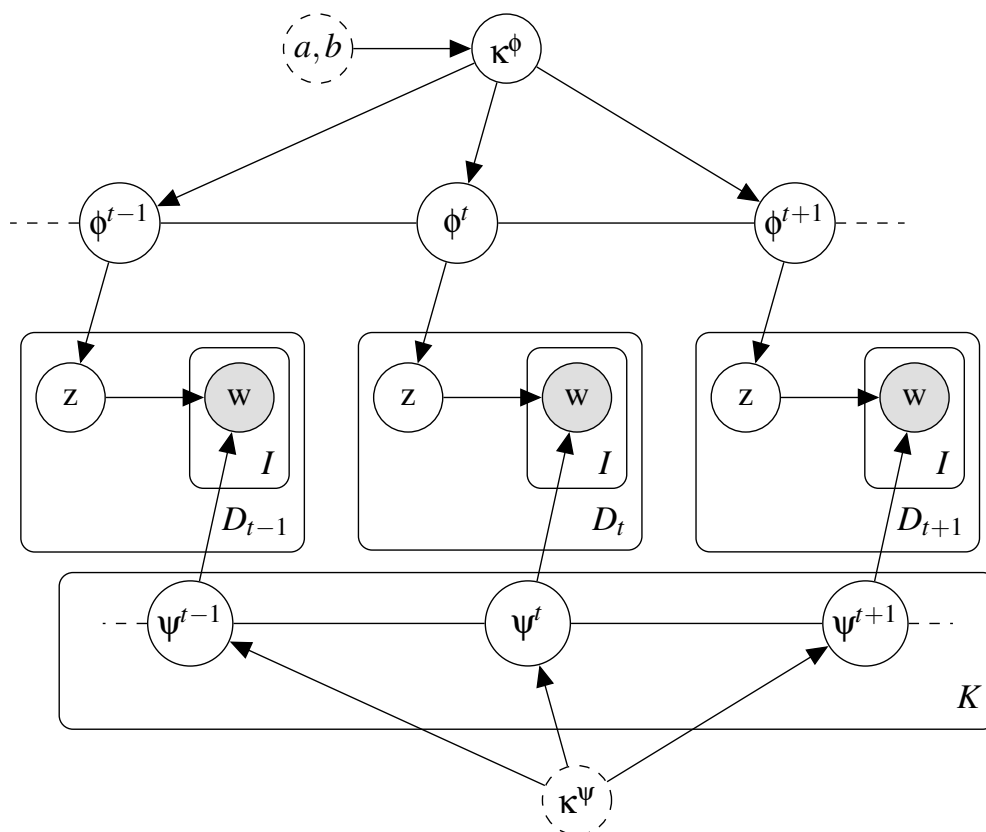 a, b κ^ϕ
ϕ^{t−1} ϕ^t ϕ^{t+1}
z w z w z w
I I I
D_{t−1} D_t D_{t+1}
ψ^{t−1} ψ^t ψ^{t+1}
K
κ^ψ